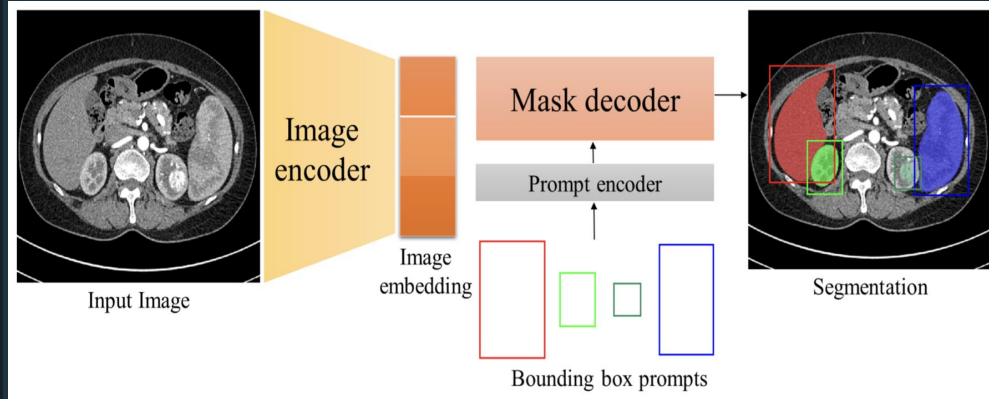 Input Image
Image
encoder
Image
embedding
Mask decoder
Prompt encoder
Bounding box prompts
Segmentation